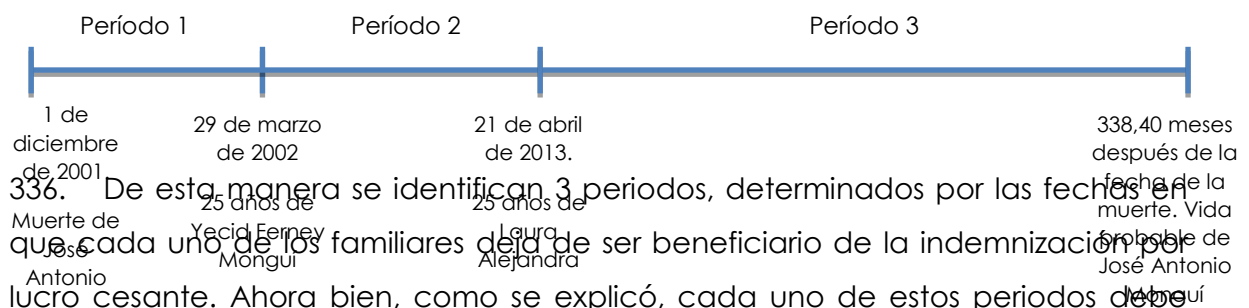 Período 1
Período 2
Período 3
1 de
diciembre
de 2001
Muerte de
José
Antonio
29 de marzo
de 2002
25 años de
Yecid Ferney
Monguí
21 de abril
de 2013.
25 años de
Laura
Alejandra
338,40 meses
después de la
fecha de la
muerte. Vida
probable de
José Antonio
Monguí
336. De esta manera se identifican 3 periodos, determinados por las fechas en
que cada uno de los familiares deja de ser beneficiario de la indemnización por
lucro cesante. Ahora bien, como se explicó, cada uno de estos periodos debe